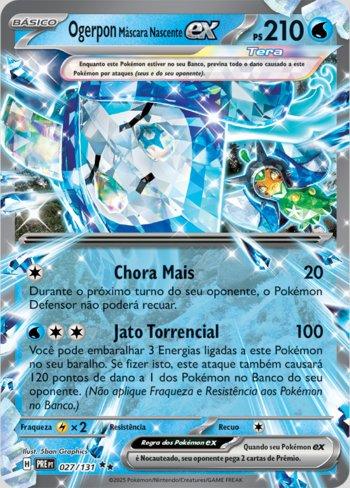 BÁSICO
Ogerpon Máscara Nascente ex PS 210
Tera
Enquanto este Pokémon estiver no seu Banco, previna todo o dano causado a este
Pokémon por ataques (seus e do seu oponente).
Chora Mais 20
Durante o próximo turno do seu oponente, o Pokémon
Defensor não poderá recuar.
Jato Torrencial 100
Você pode embaralhar 3 Energias ligadas a este Pokémon
no seu baralho. Se fizer isto, este ataque também causará
120 pontos de dano a 1 dos Pokémon no Banco do seu
oponente. (Não aplique Fraqueza e Resistência aos Pokémon
no Banco.)
Fraqueza ×2 Resistência Recuo
Ilust. 5ban Graphics
Regra dos Pokémon ex
Quando seu Pokémon ex
é Nocauteado, seu oponente pega 2 cartas de Prêmio.
H PRE PT 027/131
©2025 Pokémon/Nintendo/Creatures/GAME FREAK